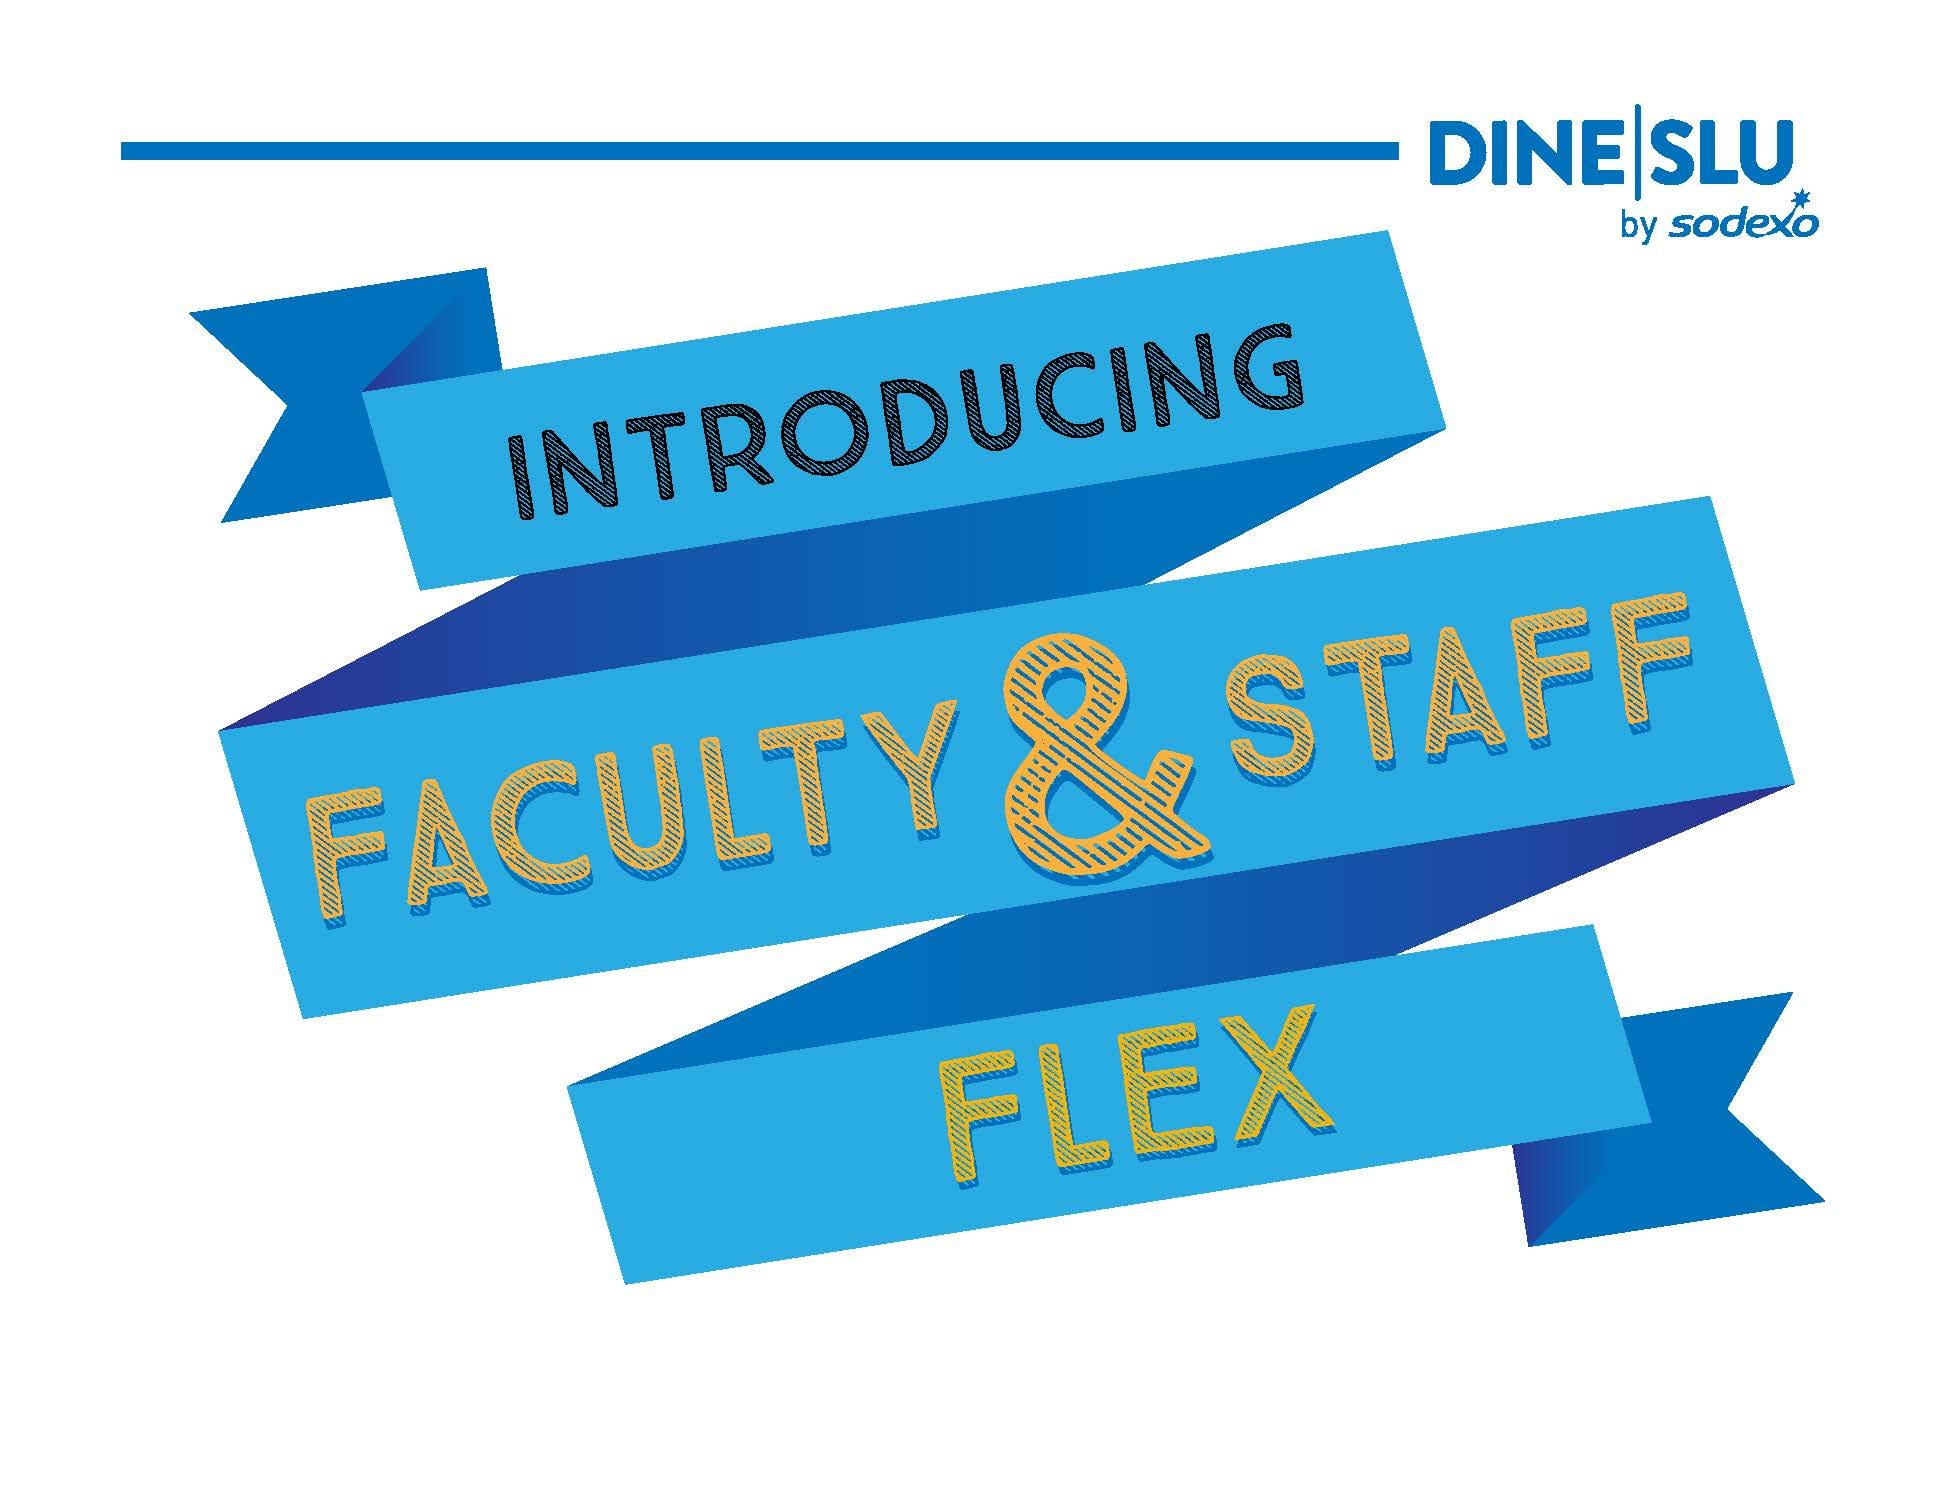 DINE|SLU
by sodexo
INTRODUCING
FACULTY & STAFF
FLEX